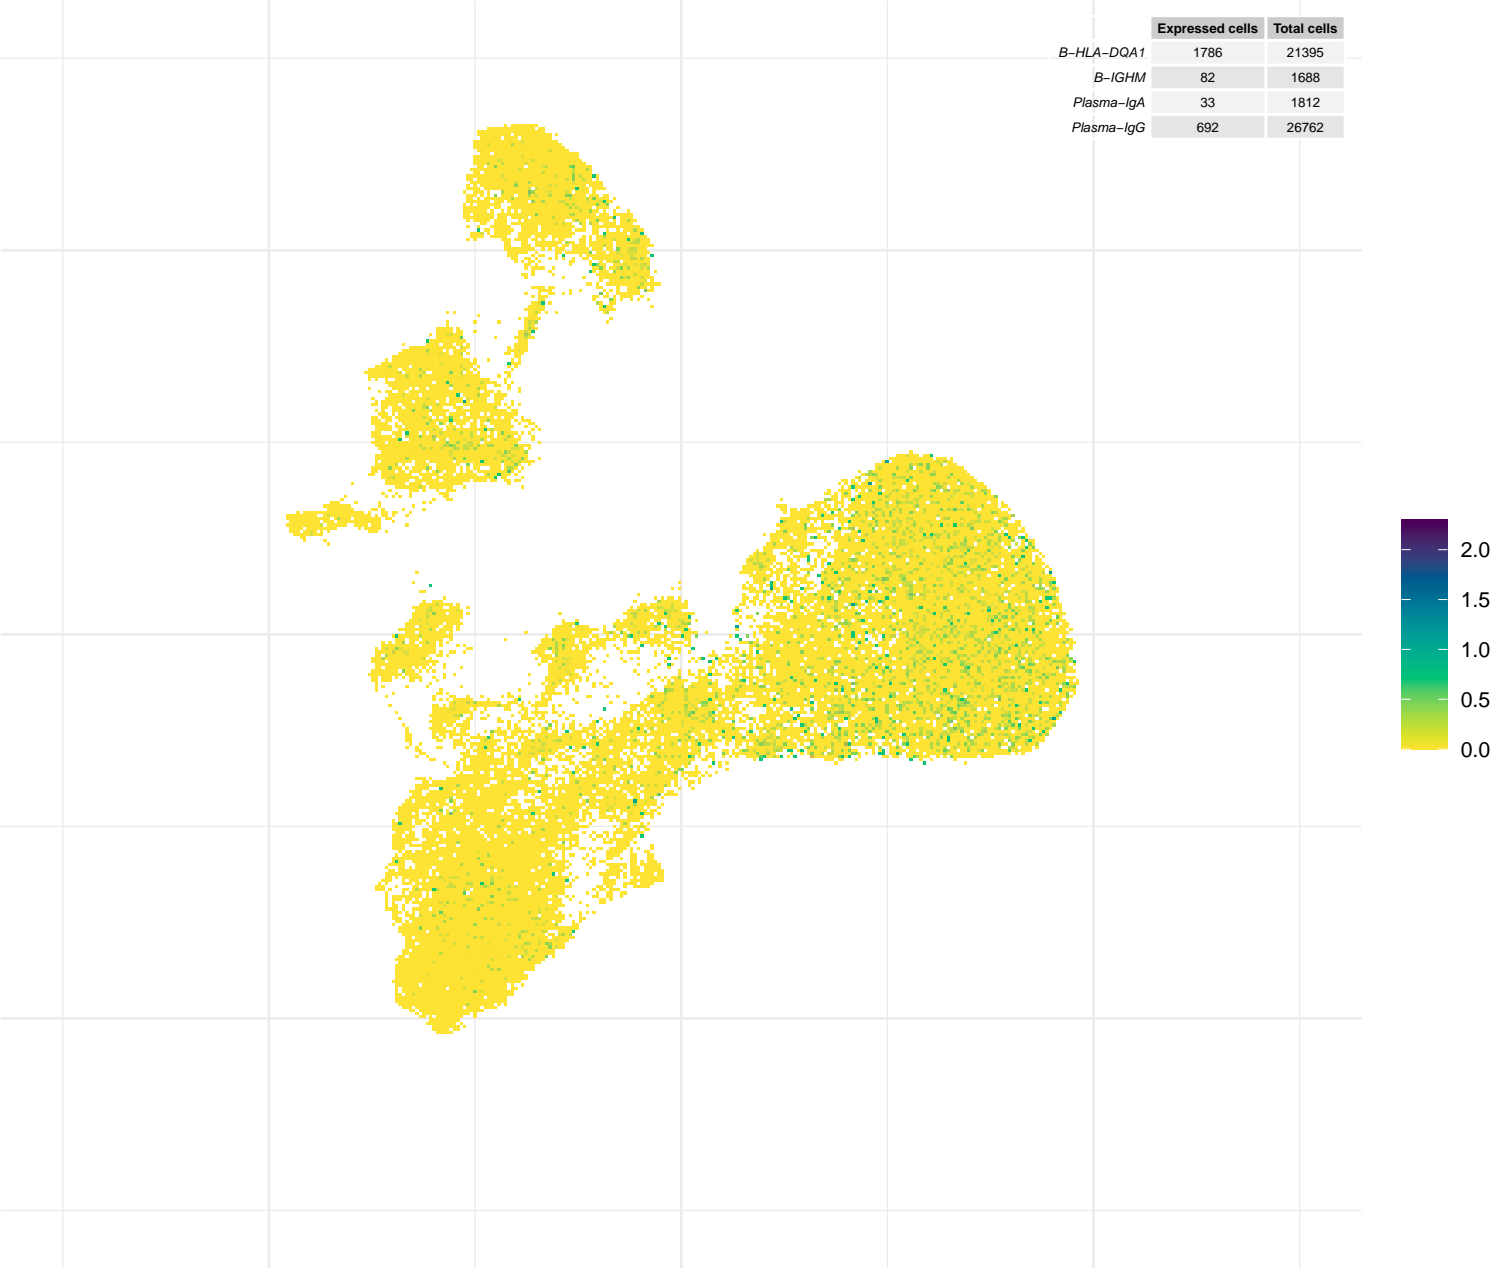 Expressed cells Total cells
B−HLA−DQA1 1786 21395
B−IGHM 82 1688
Plasma−IgA 33 1812
Plasma−IgG 692 26762
2.0
1.5
1.0
0.5
0.0